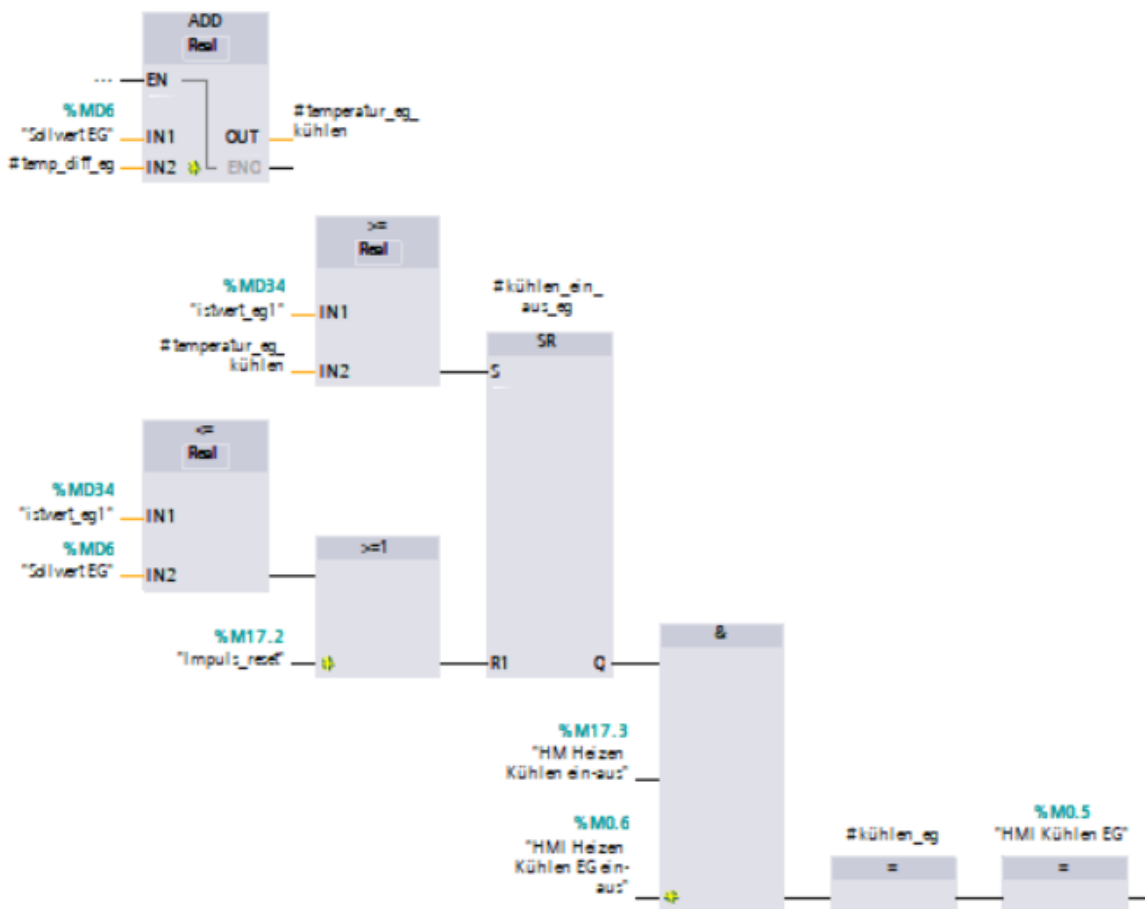 ADD
Real
...
EN
%MD6
"Sollwert EG"
IN1
OUT
#temperatur_eg_
kühlen
#temp_diff_eg
IN2
ENO
>=
Real
%MD34
"istwert_eg1"
IN1
#temperatur_eg_
kühlen
IN2
#kühlen_ein_
aus_eg
SR
S
<=
Real
%MD34
"istwert_eg1"
IN1
%MD6
"Sollwert EG"
IN2
>=1
%M17.2
"Impuls_reset"
R1
Q
&
%M17.3
"HM Heizen
Kühlen ein-aus"
%M0.6
"HMI Heizen
Kühlen EG ein-
aus"
#kühlen_eg
=
%M0.5
"HMI Kühlen EG"
=